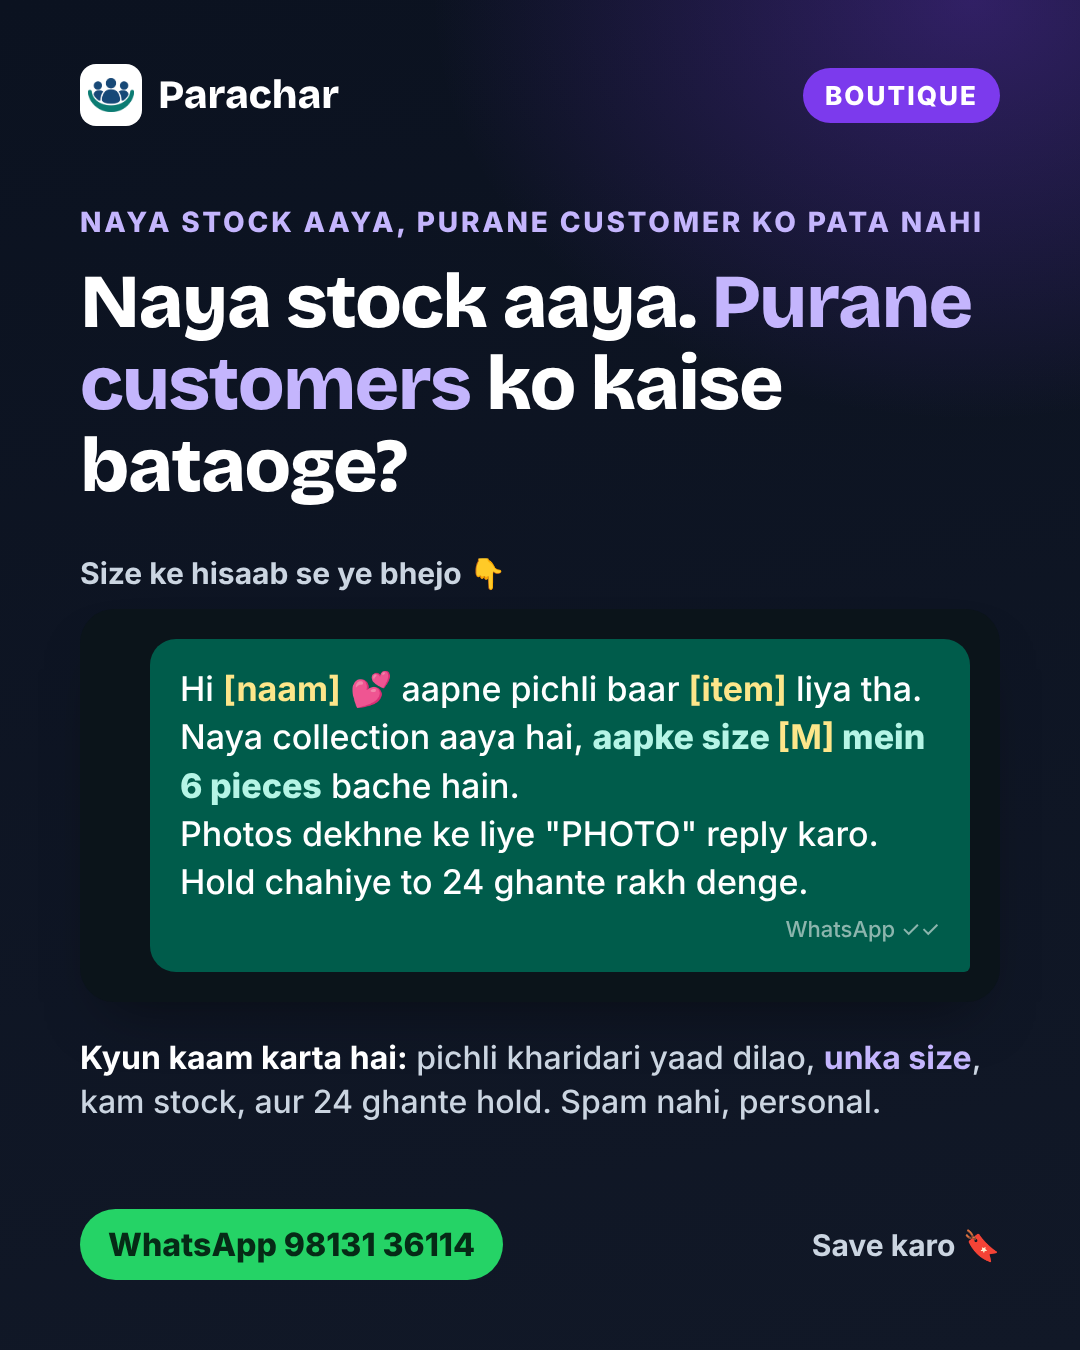 Parachar
BOUTIQUE
NAYA STOCK AAYA, PURANE CUSTOMER KO PATA NAHI
Naya stock aaya. Purane
customers ko kaise
bataoge?
Size ke hisaab se ye bhejo 👇
Hi [naam] 💕 aapne pichli baar [item] liya tha.
Naya collection aaya hai, aapke size [M] mein
6 pieces bache hain.
Photos dekhne ke liye "PHOTO" reply karo.
Hold chahiye to 24 ghante rakh denge.
WhatsApp ✓✓
Kyun kaam karta hai: pichli kharidari yaad dilao, unka size,
kam stock, aur 24 ghante hold. Spam nahi, personal.
WhatsApp 98131 36114
Save karo 🔖